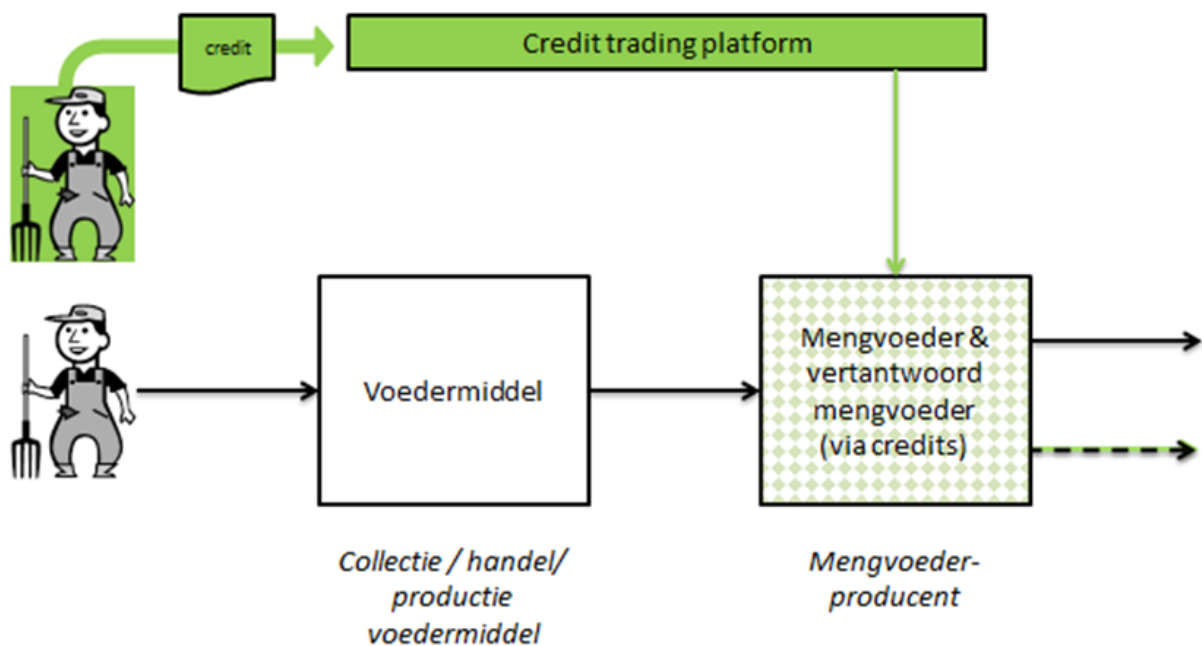 credit
Credit trading platform
Voedermiddel
Mengvoeder &
vertantwoord
mengvoeder
(via credits)
Collectie / handel/
productie
voedermiddel
Mengvoeder-
producent